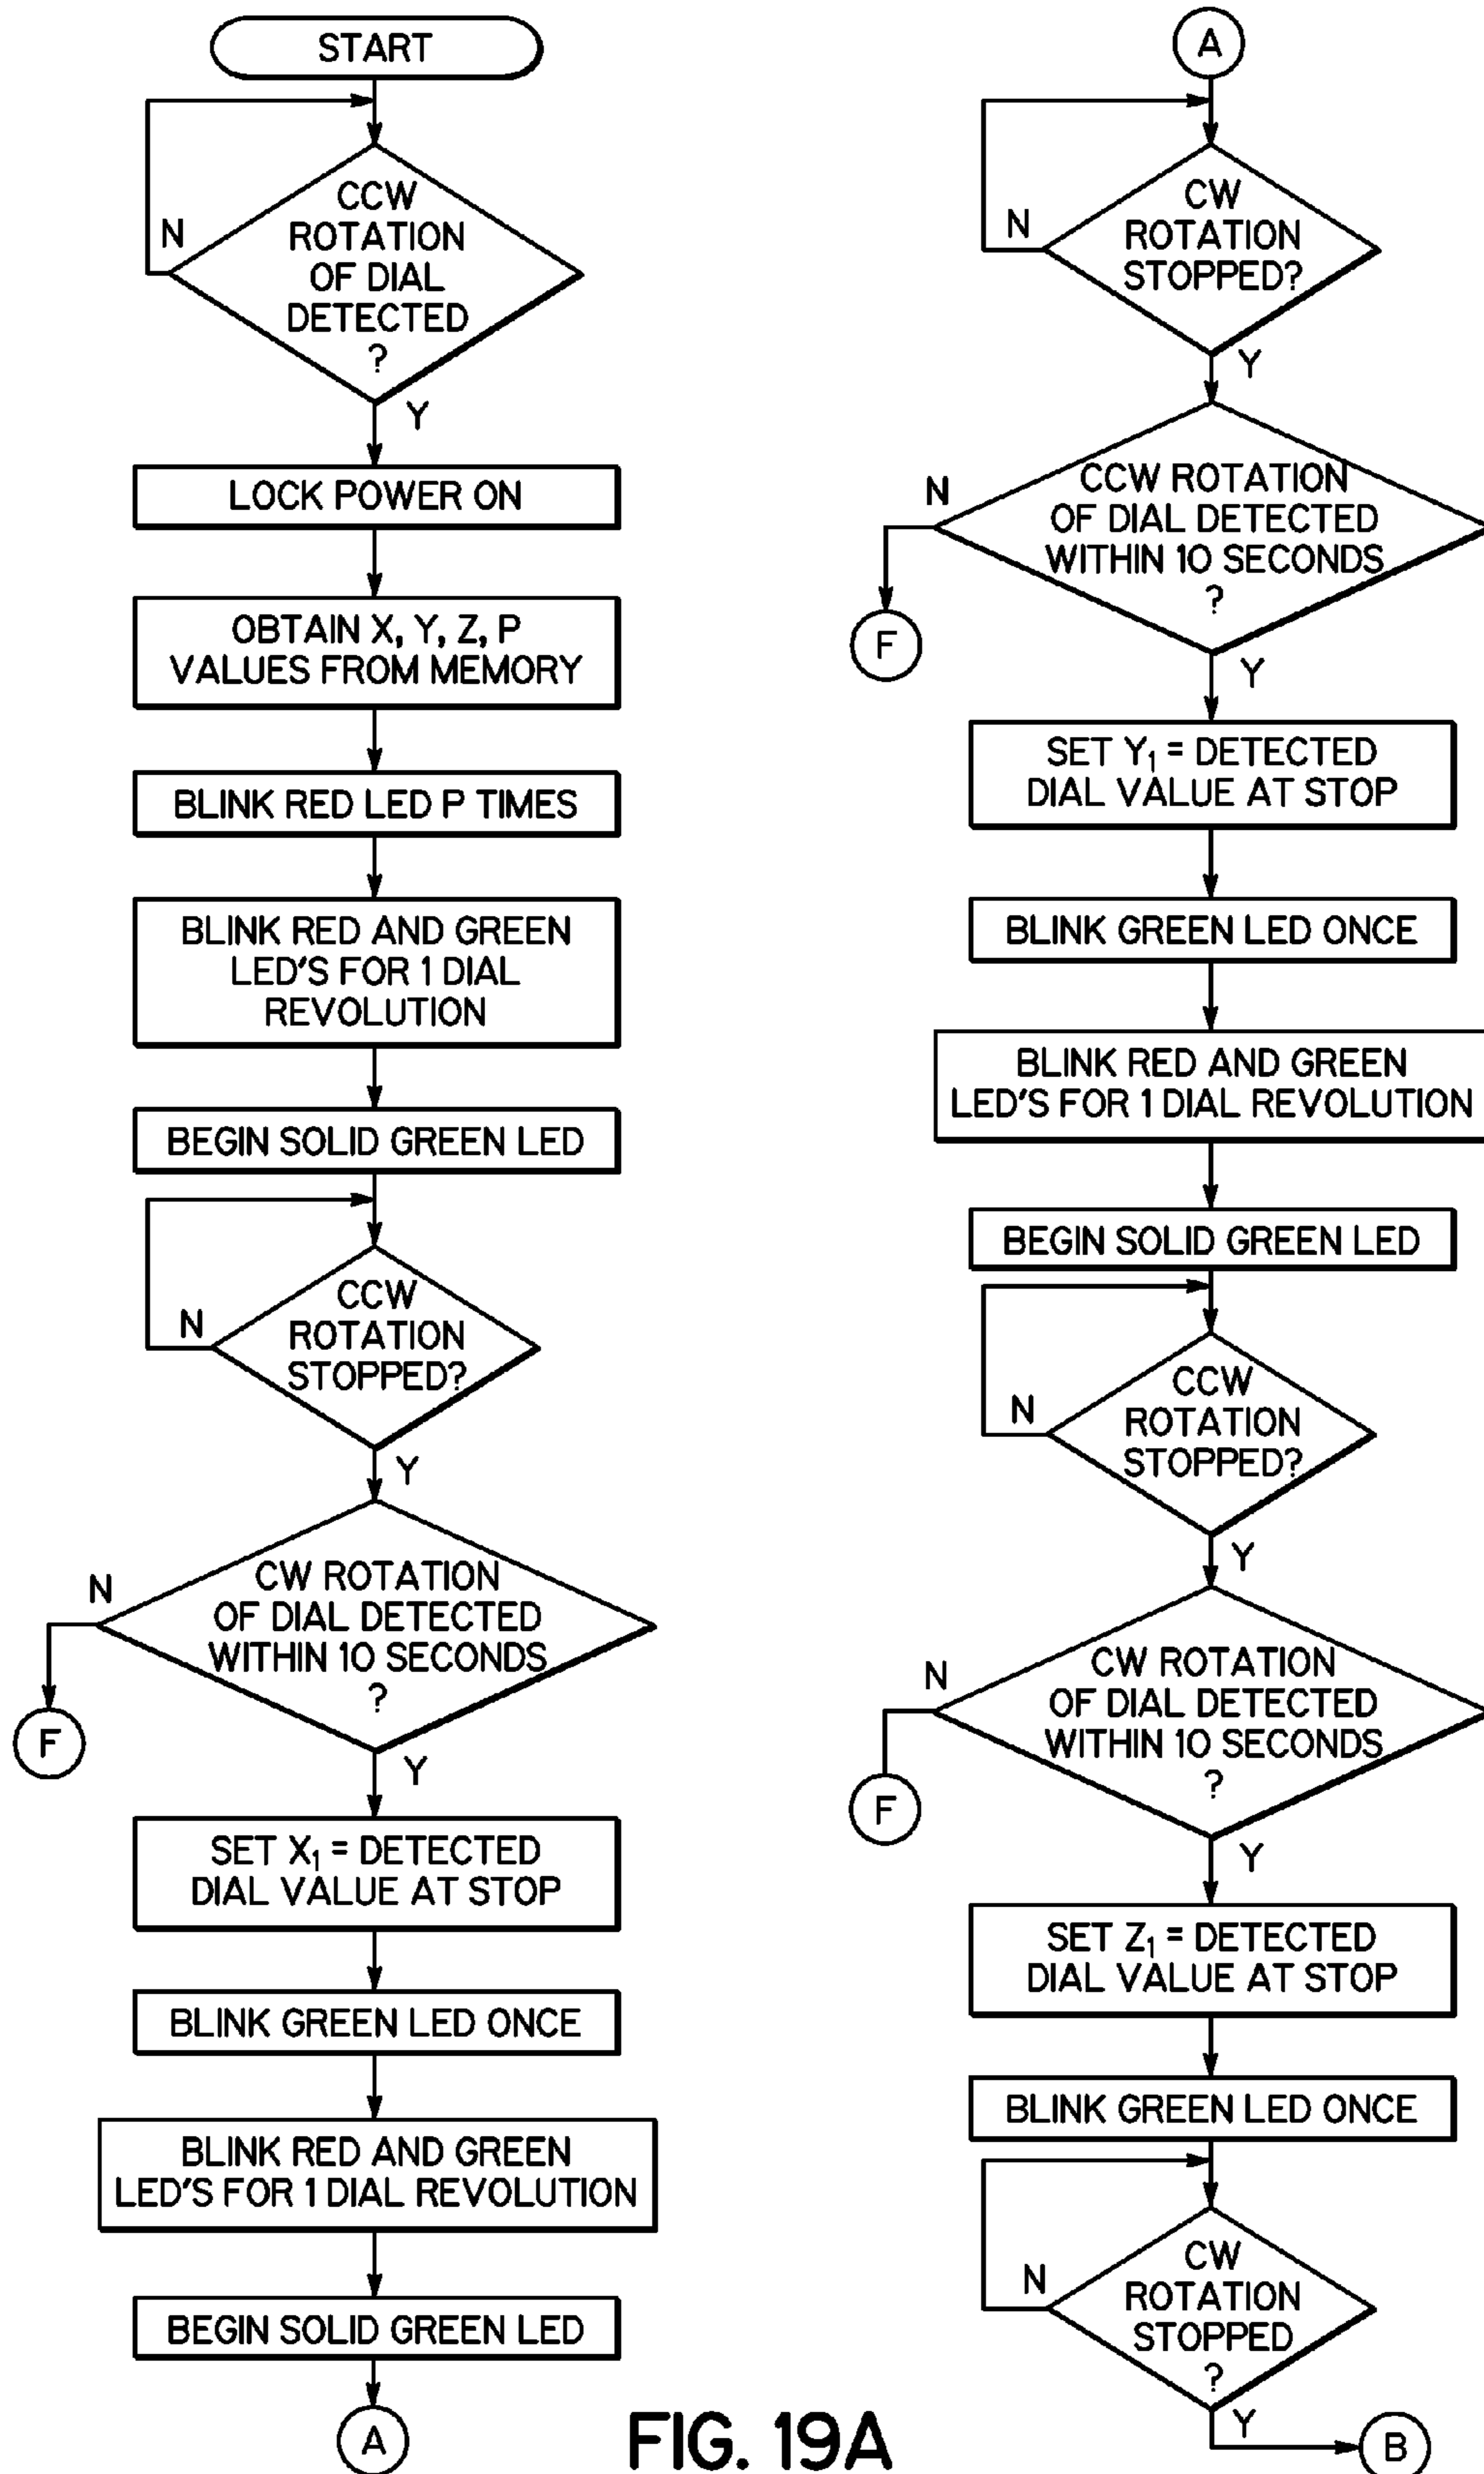 START
CCW
ROTATION
OF DIAL
DETECTED
?
N
Y
LOCK POWER ON
OBTAIN X, Y, Z, P
VALUES FROM MEMORY
BLINK RED LED P TIMES
BLINK RED AND GREEN
LED'S FOR 1 DIAL
REVOLUTION
BEGIN SOLID GREEN LED
CCW
ROTATION
STOPPED?
N
Y
CW ROTATION
OF DIAL DETECTED
WITHIN 10 SECONDS
?
N
F
Y
SET X₁ = DETECTED
DIAL VALUE AT STOP
BLINK GREEN LED ONCE
BLINK RED AND GREEN
LED'S FOR 1 DIAL REVOLUTION
BEGIN SOLID GREEN LED
A
A
CW
ROTATION
STOPPED?
N
Y
CCW ROTATION
OF DIAL DETECTED
WITHIN 10 SECONDS
?
N
F
Y
SET Y₁ = DETECTED
DIAL VALUE AT STOP
BLINK GREEN LED ONCE
BLINK RED AND GREEN
LED'S FOR 1 DIAL REVOLUTION
BEGIN SOLID GREEN LED
CCW
ROTATION
STOPPED?
N
Y
CW ROTATION
OF DIAL DETECTED
WITHIN 10 SECONDS
?
N
F
Y
SET Z₁ = DETECTED
DIAL VALUE AT STOP
BLINK GREEN LED ONCE
CW
ROTATION
STOPPED
?
N
Y
B
FIG. 19A